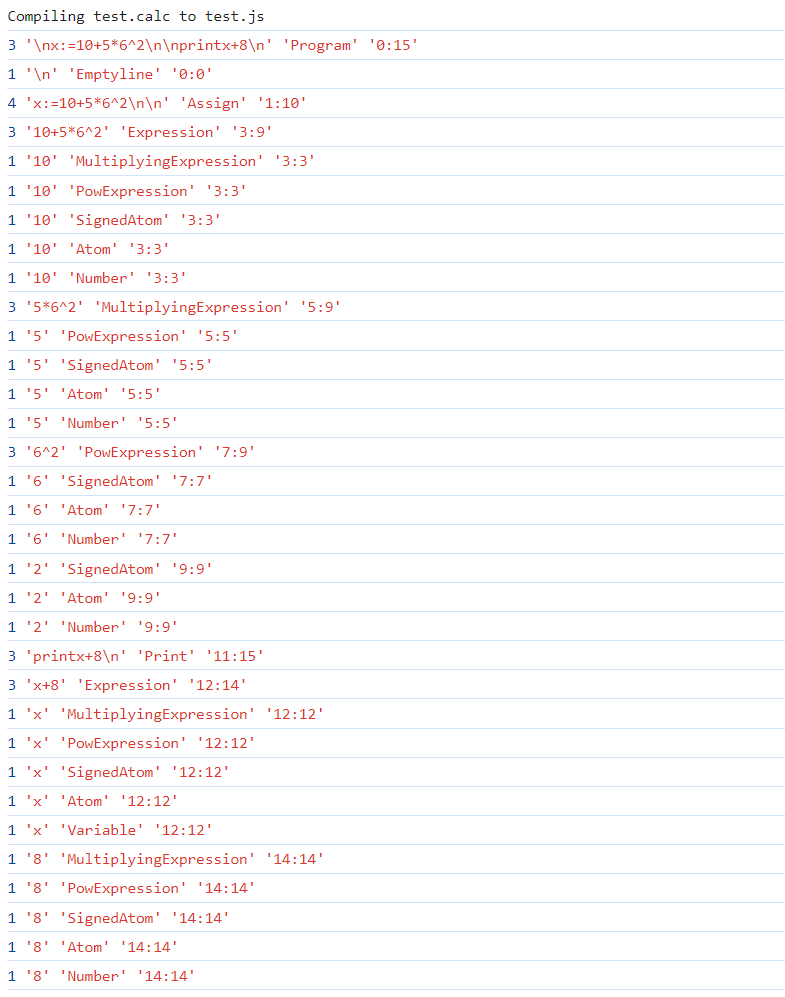 Compiling test.calc to test.js
3 '\nx:=10+5*6^2\n\nprintx+8\n' 'Program' '0:15'
1 '\n' 'Emptyline' '0:0'
4 'x:=10+5*6^2\n\n' 'Assign' '1:10'
3 '10+5*6^2' 'Expression' '3:9'
1 '10' 'MultiplyingExpression' '3:3'
1 '10' 'PowExpression' '3:3'
1 '10' 'SignedAtom' '3:3'
1 '10' 'Atom' '3:3'
1 '10' 'Number' '3:3'
3 '5*6^2' 'MultiplyingExpression' '5:9'
1 '5' 'PowExpression' '5:5'
1 '5' 'SignedAtom' '5:5'
1 '5' 'Atom' '5:5'
1 '5' 'Number' '5:5'
3 '6^2' 'PowExpression' '7:9'
1 '6' 'SignedAtom' '7:7'
1 '6' 'Atom' '7:7'
1 '6' 'Number' '7:7'
1 '2' 'SignedAtom' '9:9'
1 '2' 'Atom' '9:9'
1 '2' 'Number' '9:9'
3 'printx+8\n' 'Print' '11:15'
3 'x+8' 'Expression' '12:14'
1 'x' 'MultiplyingExpression' '12:12'
1 'x' 'PowExpression' '12:12'
1 'x' 'SignedAtom' '12:12'
1 'x' 'Atom' '12:12'
1 'x' 'Variable' '12:12'
1 '8' 'MultiplyingExpression' '14:14'
1 '8' 'PowExpression' '14:14'
1 '8' 'SignedAtom' '14:14'
1 '8' 'Atom' '14:14'
1 '8' 'Number' '14:14'